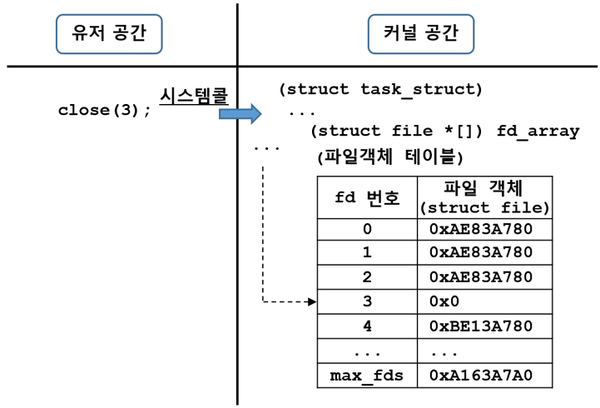 유저 공간
커널 공간
시스템콜
close(3);
(struct task_struct)
...
(struct file *[]) fd_array
...
(파일객체 테이블)
fd 번호 파일 객체
(struct file)
0 0xAE83A780
1 0xAE83A780
2 0xAE83A780
3 0x0
4 0xBE13A780
... ...
max_fds 0xA163A7A0